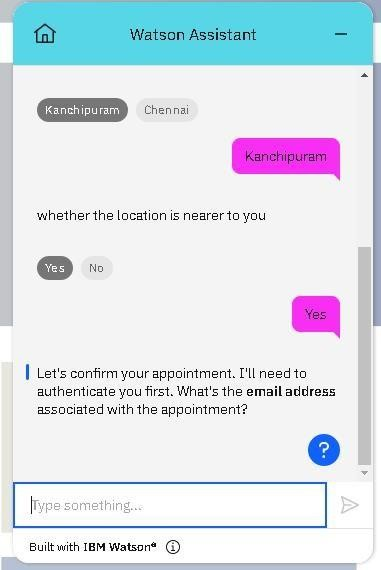 Watson Assistant
Kanchipuram Chennai
Kanchipuram
whether the location is nearer to you
Yes No
Yes
Let's confirm your appointment. I'll need to
authenticate you first. What's the email address
associated with the appointment?
?
Type something...
Built with IBM Watson®